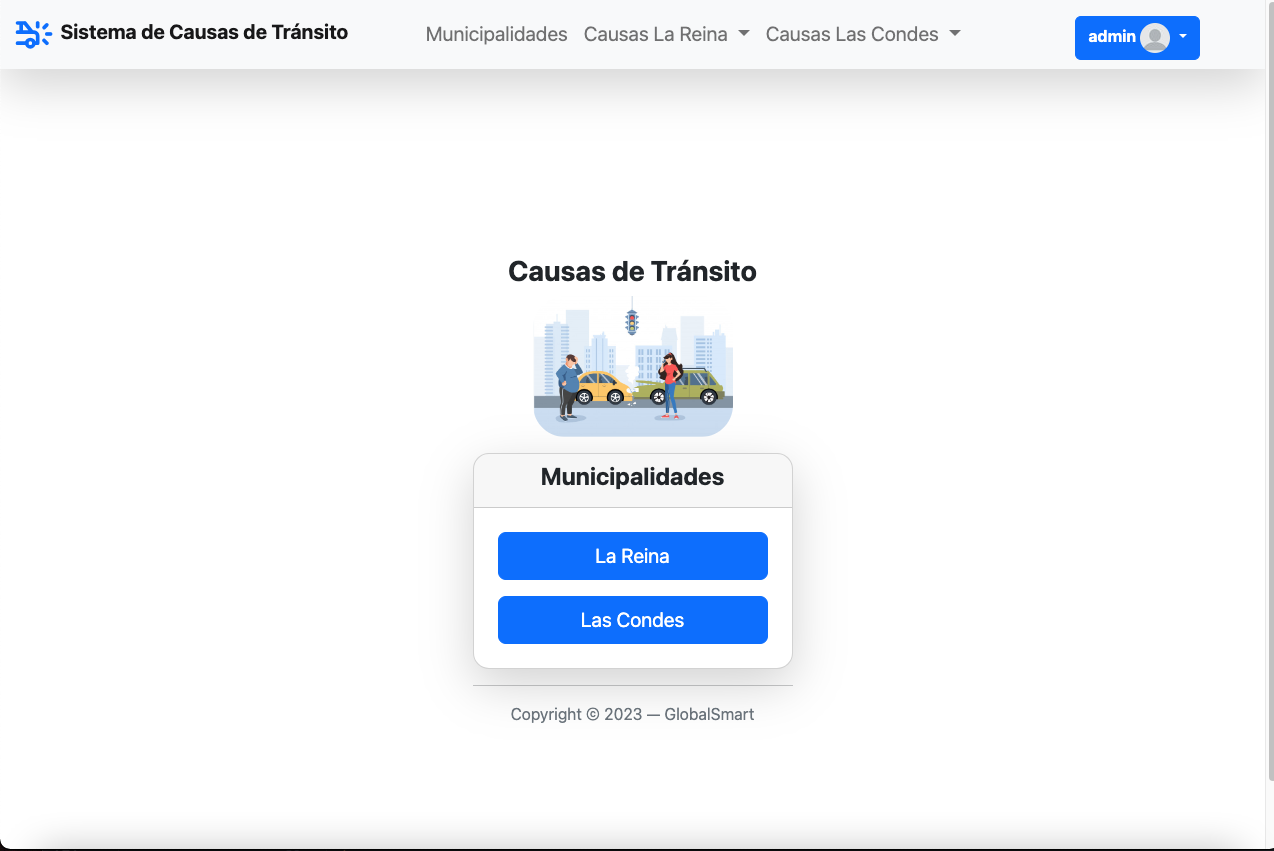 Sistema de Causas de Tránsito
Municipalidades
Causas La Reina
Causas Las Condes
admin
Causas de Tránsito
Municipalidades
La Reina
Las Condes
Copyright © 2023 — GlobalSmart